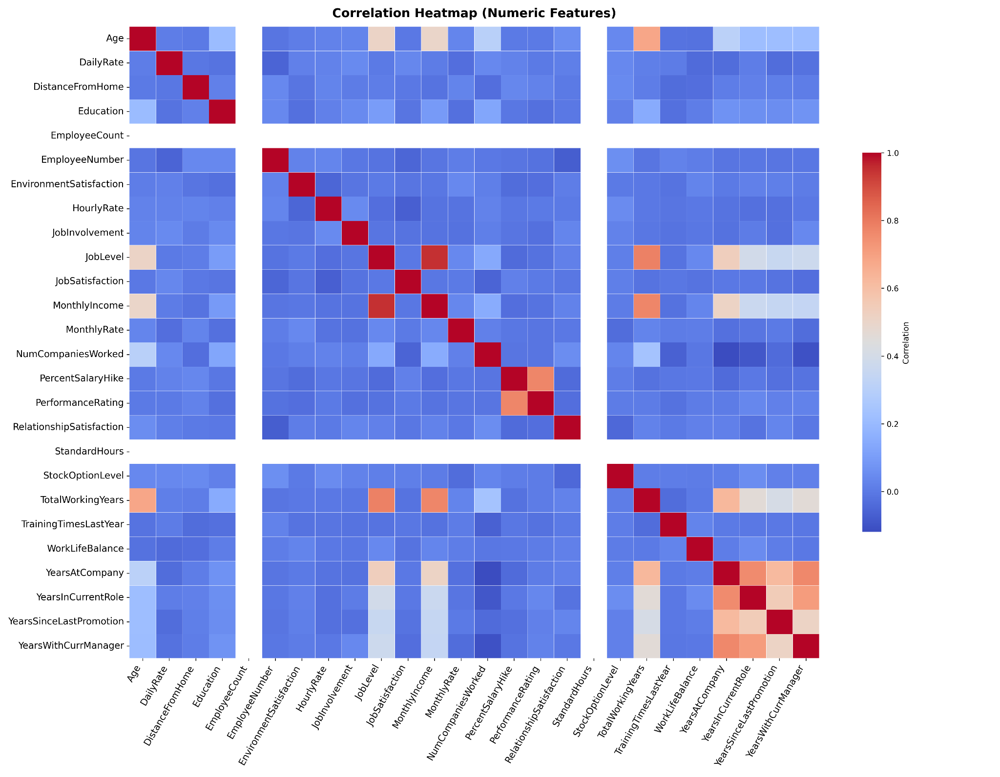 Correlation Heatmap (Numeric Features)
Age
DailyRate
DistanceFromHome
Education
EmployeeCount
EmployeeNumber
EnvironmentSatisfaction
HourlyRate
JobInvolvement
JobLevel
JobSatisfaction
MonthlyIncome
MonthlyRate
NumCompaniesWorked
PercentSalaryHike
PerformanceRating
RelationshipSatisfaction
StandardHours
StockOptionLevel
TotalWorkingYears
TrainingTimesLastYear
WorkLifeBalance
YearsAtCompany
YearsInCurrentRole
YearsSinceLastPromotion
YearsWithCurrManager
Age
DailyRate
DistanceFromHome
Education
EmployeeCount
EmployeeNumber
EnvironmentSatisfaction
HourlyRate
JobInvolvement
JobLevel
JobSatisfaction
MonthlyIncome
MonthlyRate
NumCompaniesWorked
PercentSalaryHike
PerformanceRating
RelationshipSatisfaction
StandardHours
StockOptionLevel
TotalWorkingYears
TrainingTimesLastYear
WorkLifeBalance
YearsAtCompany
YearsInCurrentRole
YearsSinceLastPromotion
YearsWithCurrManager
1.0
0.8
0.6
0.4
0.2
0.0
Correlation